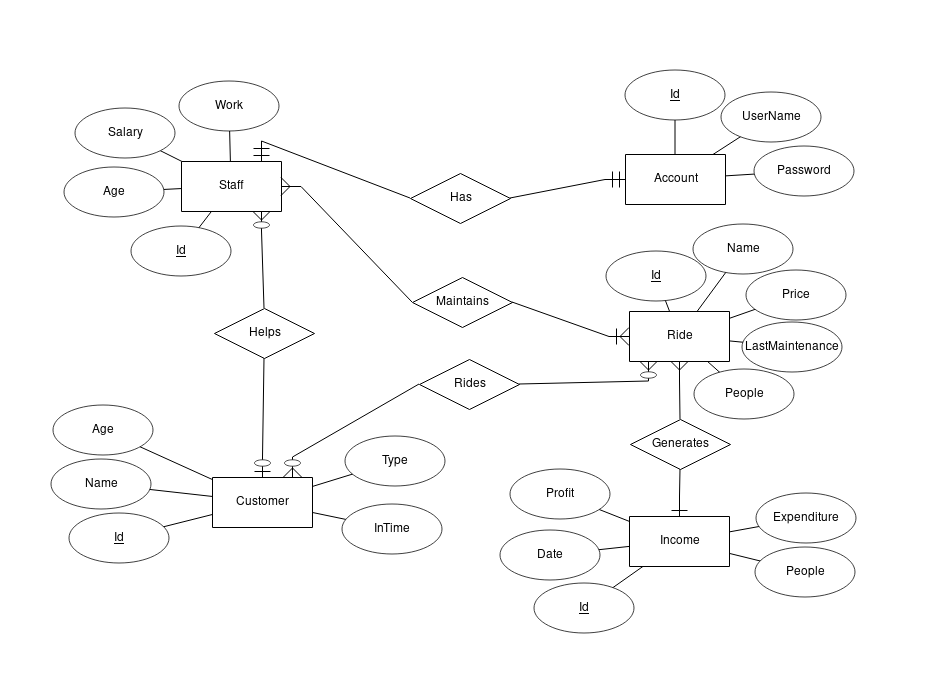 Id
Work
UserName
Salary
Password
Staff
Account
Age
Has
Name
Id
Id
Price
Maintains
Helps
Ride
LastMaintenance
Rides
People
Age
Generates
Type
Name
Profit
Customer
Expenditure
InTime
Id
Income
Date
People
Id